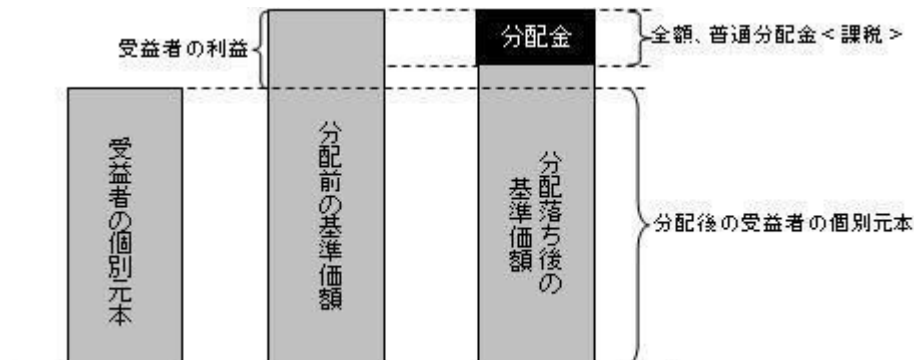 受益者の利益
分配金
全額、普通分配金＜課税＞
受益者の個別元本
分配前の基準価額
分配落ち後の
基準価額
分配後の受益者の個別元本